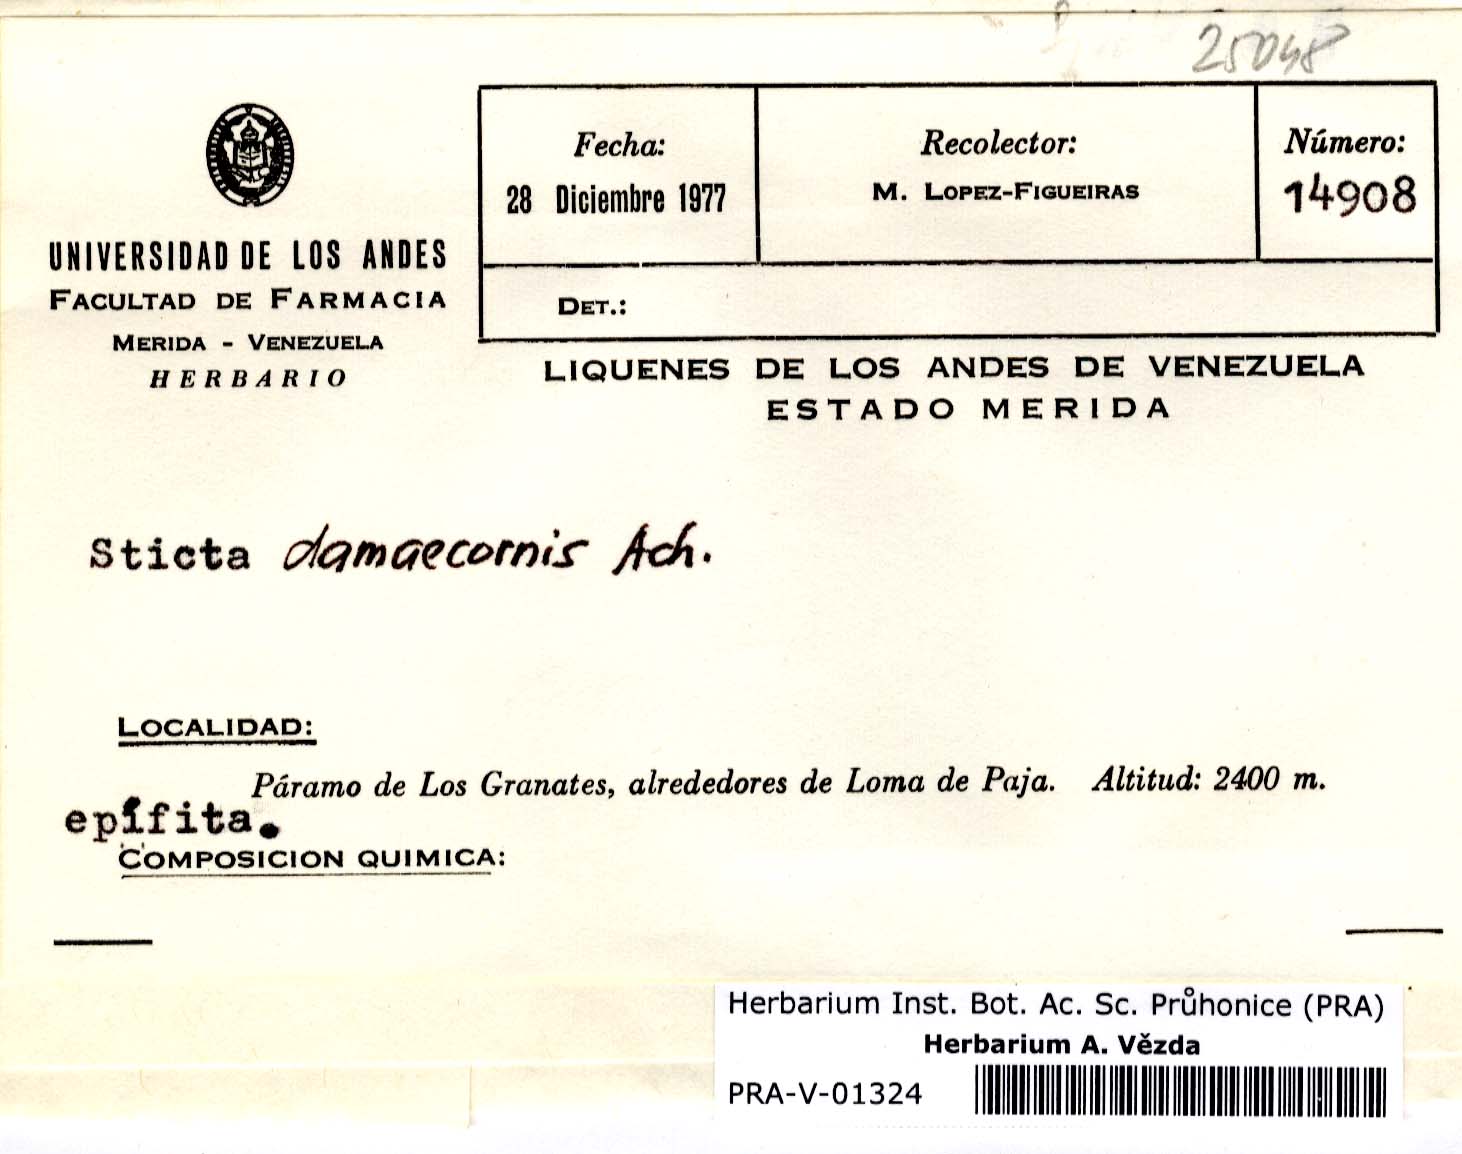 25048
Fecha:
28 Diciembre 1977
Recolector:
M. LOPEZ-FIGUEIRAS
Número:
14908
DET.:
UNIVERSIDAD DE LOS ANDES
FACULTAD DE FARMACIA
MERIDA - VENEZUELA
HERBARIO
LIQUENES DE LOS ANDES DE VENEZUELA
ESTADO MERIDA
Sticta damaecornis Ach.
LOCALIDAD:
Páramo de Los Granates, alrededores de Loma de Paja. Altitud: 2400 m.
epífita.
COMPOSICION QUIMICA:
Herbarium Inst. Bot. Ac. Sc. Průhonice (PRA)
Herbarium A. Vězda
PRA-V-01324